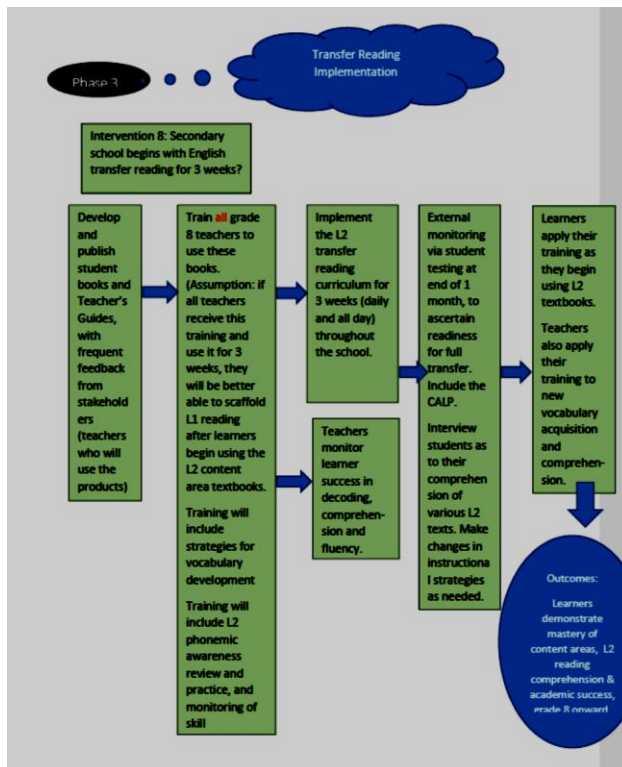 Transfer Reading
Implementation
Phase 3
Intervention 8: Secondary
school begins with English
transfer reading for 3 weeks?
Develop
and
publish
student
books and
Teacher's
Guides,
with
frequent
feedback
from
stakehold
ers
(teachers
who will
use the
products)
Train all grade
8 teachers to
use these
books.
(Assumption: if
all teachers
receive this
training and
use it for 3
weeks, they
will be better
able to scaffold
L1 reading
after learners
begin using the
L2 content
area textbooks.
Training will
include
strategies for
vocabulary
development
Training will
include L2
phonemic
awareness
review and
practice, and
monitoring of
skill
Implement
the L2
transfer
reading
curriculum for
3 weeks (daily
and all day)
throughout
the school.
Teachers
monitor
learner
success in
decoding,
comprehen-
sion and
fluency.
External
monitoring
via student
testing at
end of 1
month, to
ascertain
readiness
for full
transfer.
Include the
CALP.
Interview
students as
to their
comprehen
sion of
various L2
texts. Make
changes in
instructiona
l strategies
as needed.
Learners
apply their
training as
they begin
using L2
textbooks.
Teachers
also apply
their
training to
new
vocabulary
acquisition
and
comprehen-
sion.
Outcomes:
Learners
demonstrate
mastery of
content areas, L2
reading
comprehension &
academic success,
grade 8 onward